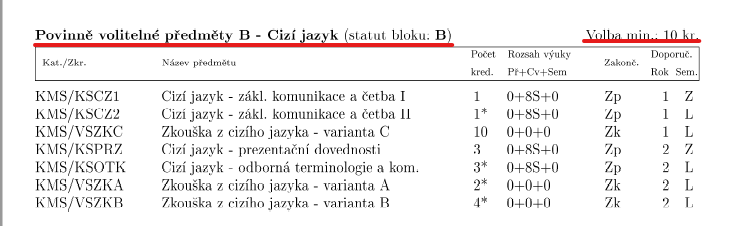 Povinně volitelné předměty B - Cizí jazyk (statut bloku: B) Volba min.: 10 kr.
Kat./Zkr. Název předmětu Počet kred. Rozsah výuky Př+Cv+Sem Zakonč. Doporuč. Rok Sem.
KMS/KSCZ1 Cizí jazyk - zákl. komunikace a četba I 1 0+8S+0 Zp 1 Z
KMS/KSCZ2 Cizí jazyk - zákl. komunikace a četba II 1* 0+8S+0 Zp 1 L
KMS/VSZKC Zkouška z cizího jazyka - varianta C 10 0+0+0 Zk 1 L
KMS/KSPRZ Cizí jazyk - prezentační dovednosti 3 0+8S+0 Zp 2 Z
KMS/KSOTK Cizí jazyk - odborná terminologie a kom. 3* 0+8S+0 Zp 2 L
KMS/VSZKA Zkouška z cizího jazyka - varianta A 2* 0+0+0 Zk 2 L
KMS/VSZKB Zkouška z cizího jazyka - varianta B 4* 0+0+0 Zk 2 L